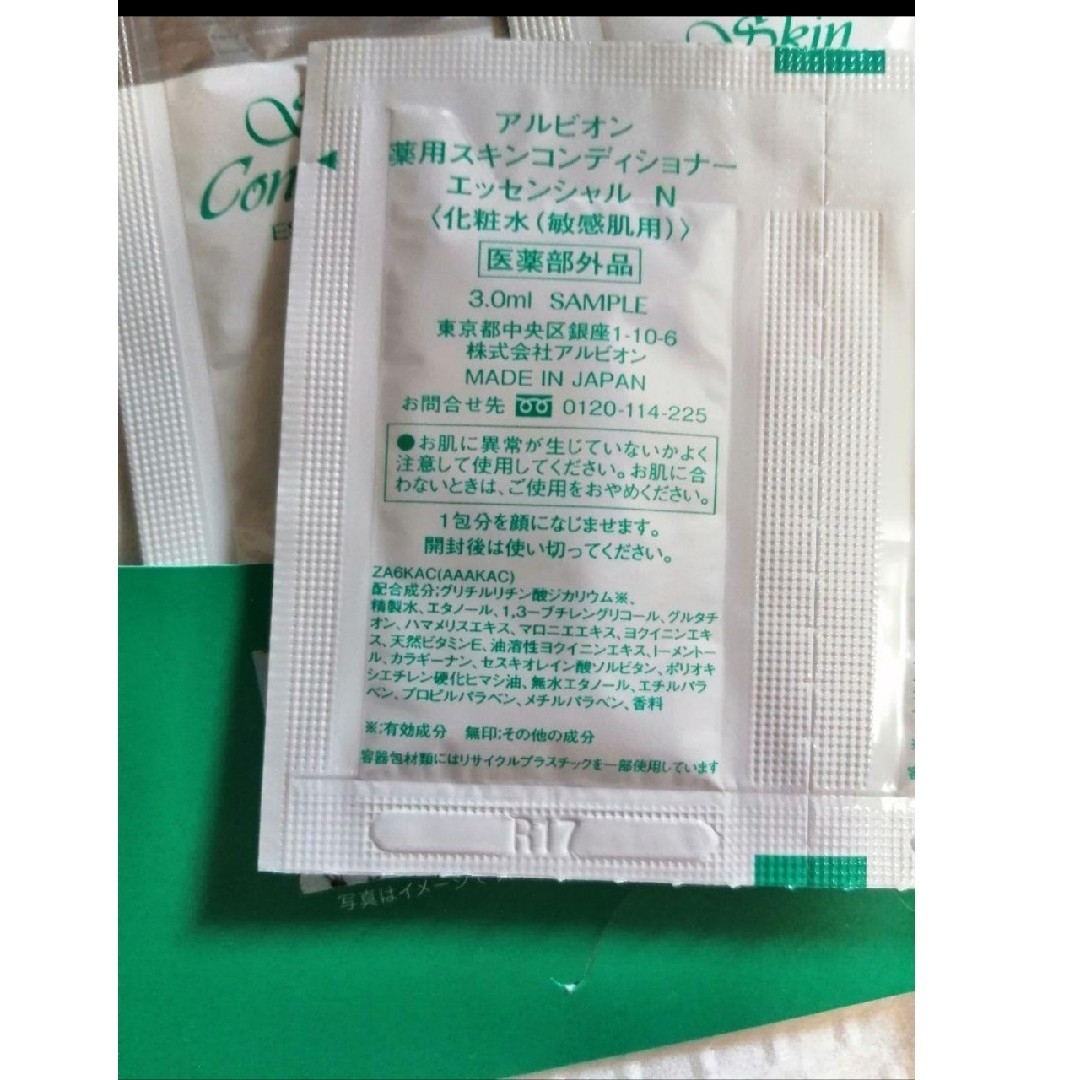 Skin
Con
アルビオン
薬用スキンコンディショナー
エッセンシャル N
〈化粧水(敏感肌用)〉
医薬部外品
3.0ml SAMPLE
東京都中央区銀座1-10-6
株式会社アルビオン
MADE IN JAPAN
お問合せ先 0120-114-225
●お肌に異常が生じていないかよく
注意して使用してください。お肌に合
わないときは、ご使用をおやめください。
1包分を顔になじませます。
開封後は使い切ってください。
ZA6KAC(AAAKAC)
配合成分;グリチルリチン酸ジカリウム※、
精製水、エタノール、1,3-ブチレングリコール、グルタチ
オン、ハマメリスエキス、マロニエエキス、ヨクイニンエキ
ス、天然ビタミンE、油溶性ヨクイニンエキス、l-メントー
ル、カラギーナン、セスキオレイン酸ソルビタン、ポリオキ
シエチレン硬化ヒマシ油、無水エタノール、エチルパラ
ベン、プロピルパラベン、メチルパラベン、香料
※;有効成分 無印;その他の成分
容器包材類にはリサイクルプラスチックを一部使用しています
R17
写真はイメージ